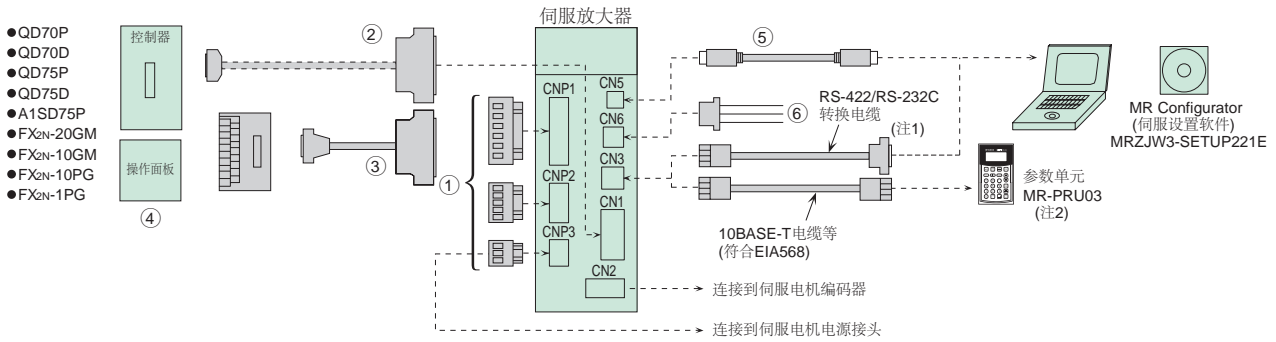 ●QD70P
●QD70D
●QD75P
●QD75D
●A1SD75P
●FX2N-20GM
●FX2N-10GM
●FX2N-10PG
●FX2N-1PG
控制器
操作面板
④
②
③
①
伺服放大器
CNP1
CNP2
CNP3
CN5
CN6
CN3
CN1
CN2
⑤
⑥
RS-422/RS-232C
转换电缆
(注1)
10BASE-T电缆等
(符合EIA568)
连接到伺服电机编码器
连接到伺服电机电源接头
MR Configurator
(伺服设置软件)
MRZJW3-SETUP221E
参数单元
MR-PRU03
(注2)